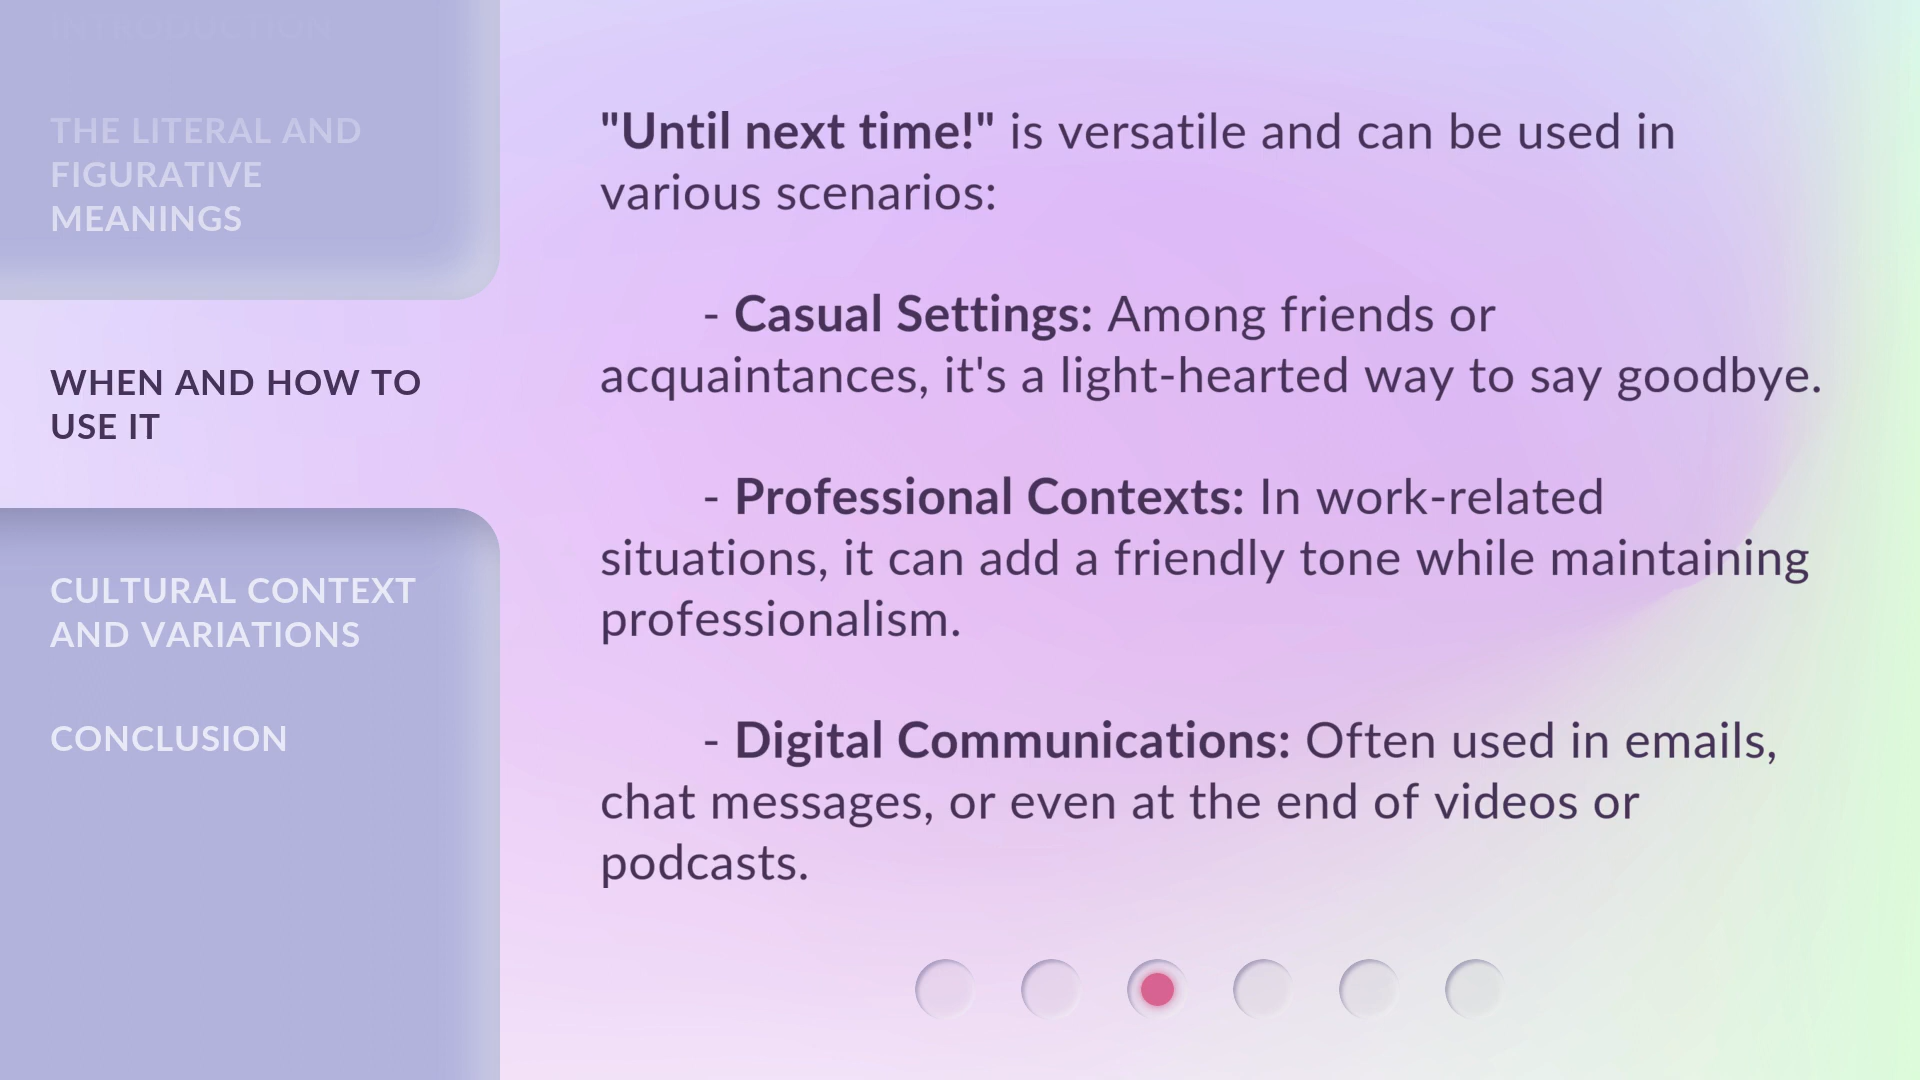 INTRODUCTION
THE LITERAL AND
FIGURATIVE
MEANINGS
WHEN AND HOW TO
USE IT
CULTURAL CONTEXT
AND VARIATIONS
CONCLUSION
"Until next time!" is versatile and can be used in
various scenarios:
- Casual Settings: Among friends or
acquaintances, it's a light-hearted way to say goodbye.
- Professional Contexts: In work-related
situations, it can add a friendly tone while maintaining
professionalism.
- Digital Communications: Often used in emails,
chat messages, or even at the end of videos or
podcasts.